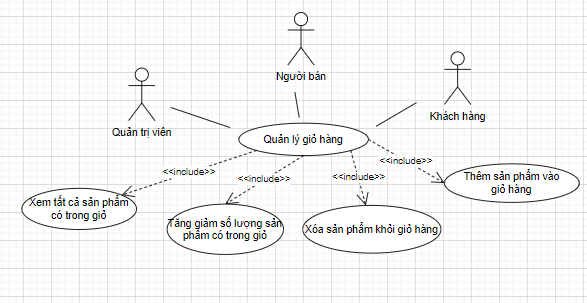 Người bán
Quản trị viên
Khách hàng
Quản lý giỏ hàng
<<include>>
<<include>>
<<include>>
<<include>>
Xem tất cả sản phẩm
có trong giỏ
Tăng giảm số lượng sản
phẩm có trong giỏ
Xóa sản phẩm khỏi giỏ hàng
Thêm sản phẩm vào
giỏ hàng